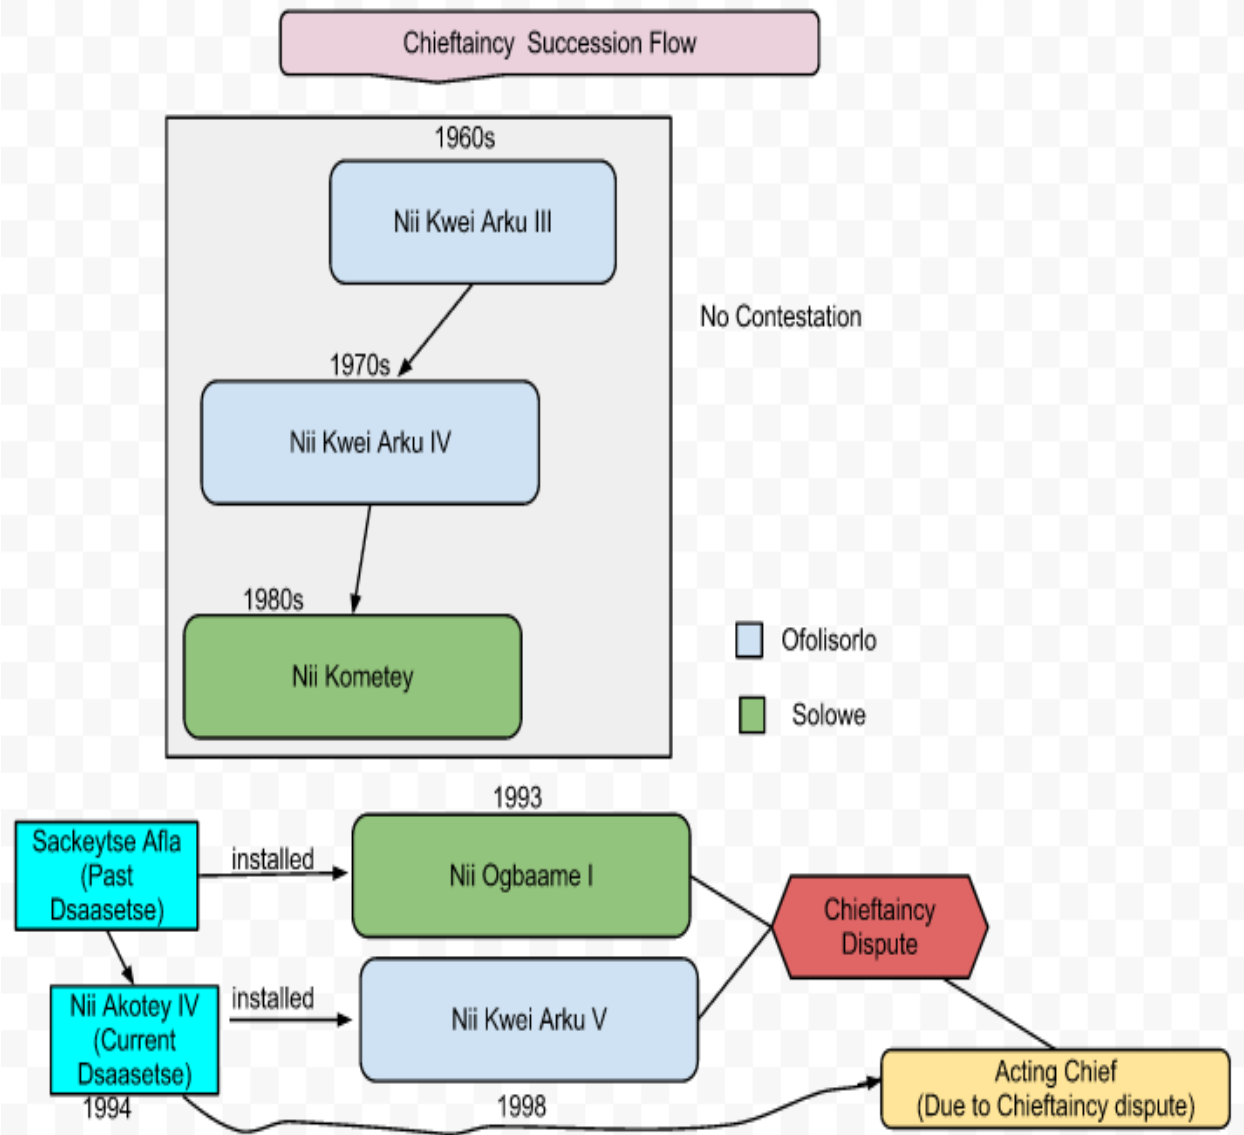 Chieftaincy  Succession Flow
1960s
Nii Kwei Arku III
No Contestation
1970s
Nii Kwei Arku IV
1980s
Nii Kometey
Ofolisorlo
Solowe
1993
Sackeytse Afla
(Past
Dsaasetse)
installed
Nii Ogbaame I
Chieftaincy
Dispute
Nii Akotey IV
(Current
Dsaasetse)
installed
Nii Kwei Arku V
1994
1998
Acting Chief
(Due to Chieftaincy dispute)